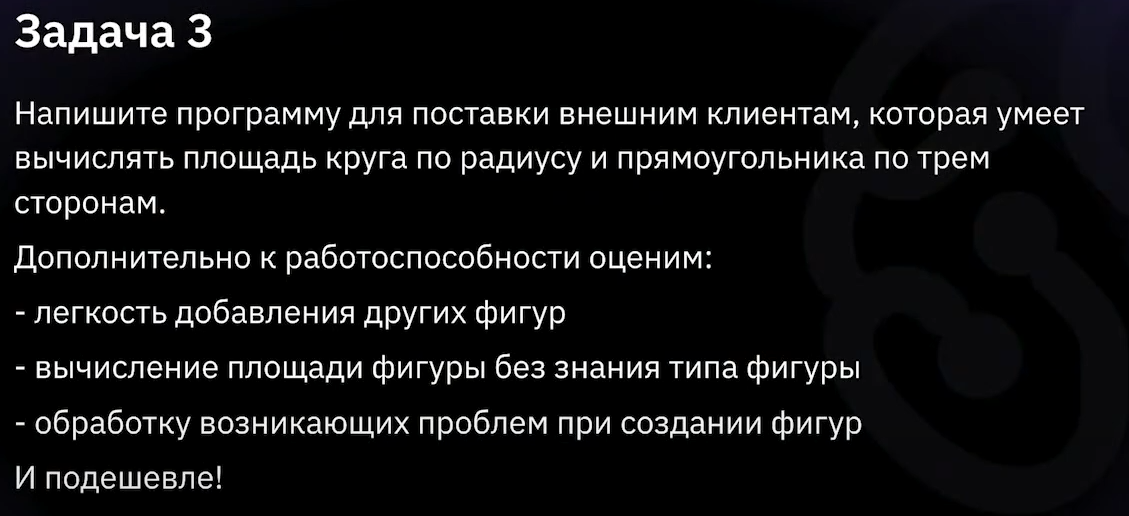 Задача 3
Напишите программу для поставки внешним клиентам, которая умеет
вычислять площадь круга по радиусу и прямоугольника по трем
сторонам.
Дополнительно к работоспособности оценим:
- легкость добавления других фигур
- вычисление площади фигуры без знания типа фигуры
- обработку возникающих проблем при создании фигур
И подешевле!